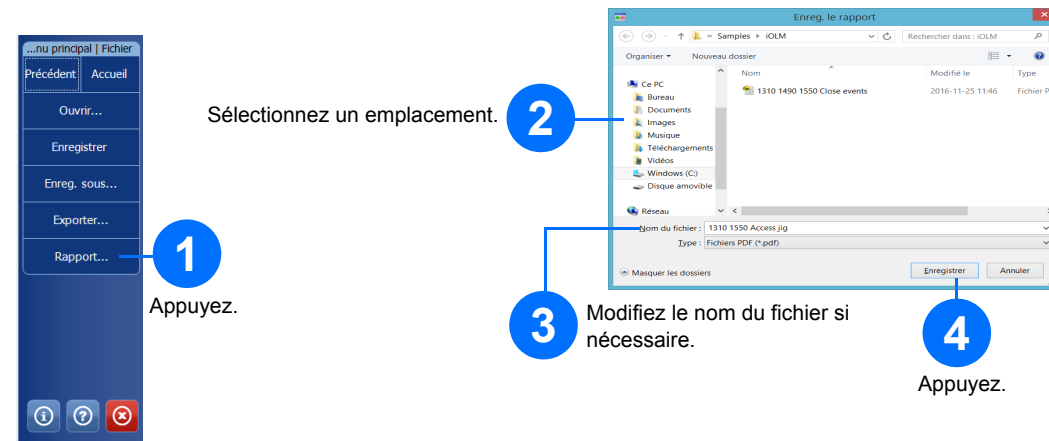 ...nu principal | Fichier
Précédent Accueil
Ouvrir...
Enregistrer
Enreg. sous...
Exporter...
Rapport...
1
Appuyez.
Sélectionnez un emplacement.
2
Enreg. le rapport
« Samples ▸ iOLM
Rechercher dans : iOLM
Organiser Nouveau dossier
Nom Modifié le Type
Ce PC
Bureau
Documents
Images
Musique
Téléchargements
Vidéos
Windows (C:)
Disque amovible
Réseau
1310 1490 1550 Close events 2016-11-25 11:46 Fichier P
Nom du fichier : 1310 1550 Access jig
Type : Fichiers PDF (*.pdf)
Masquer les dossiers
Enregistrer Annuler
3
Modifiez le nom du fichier si
nécessaire.
4
Appuyez.